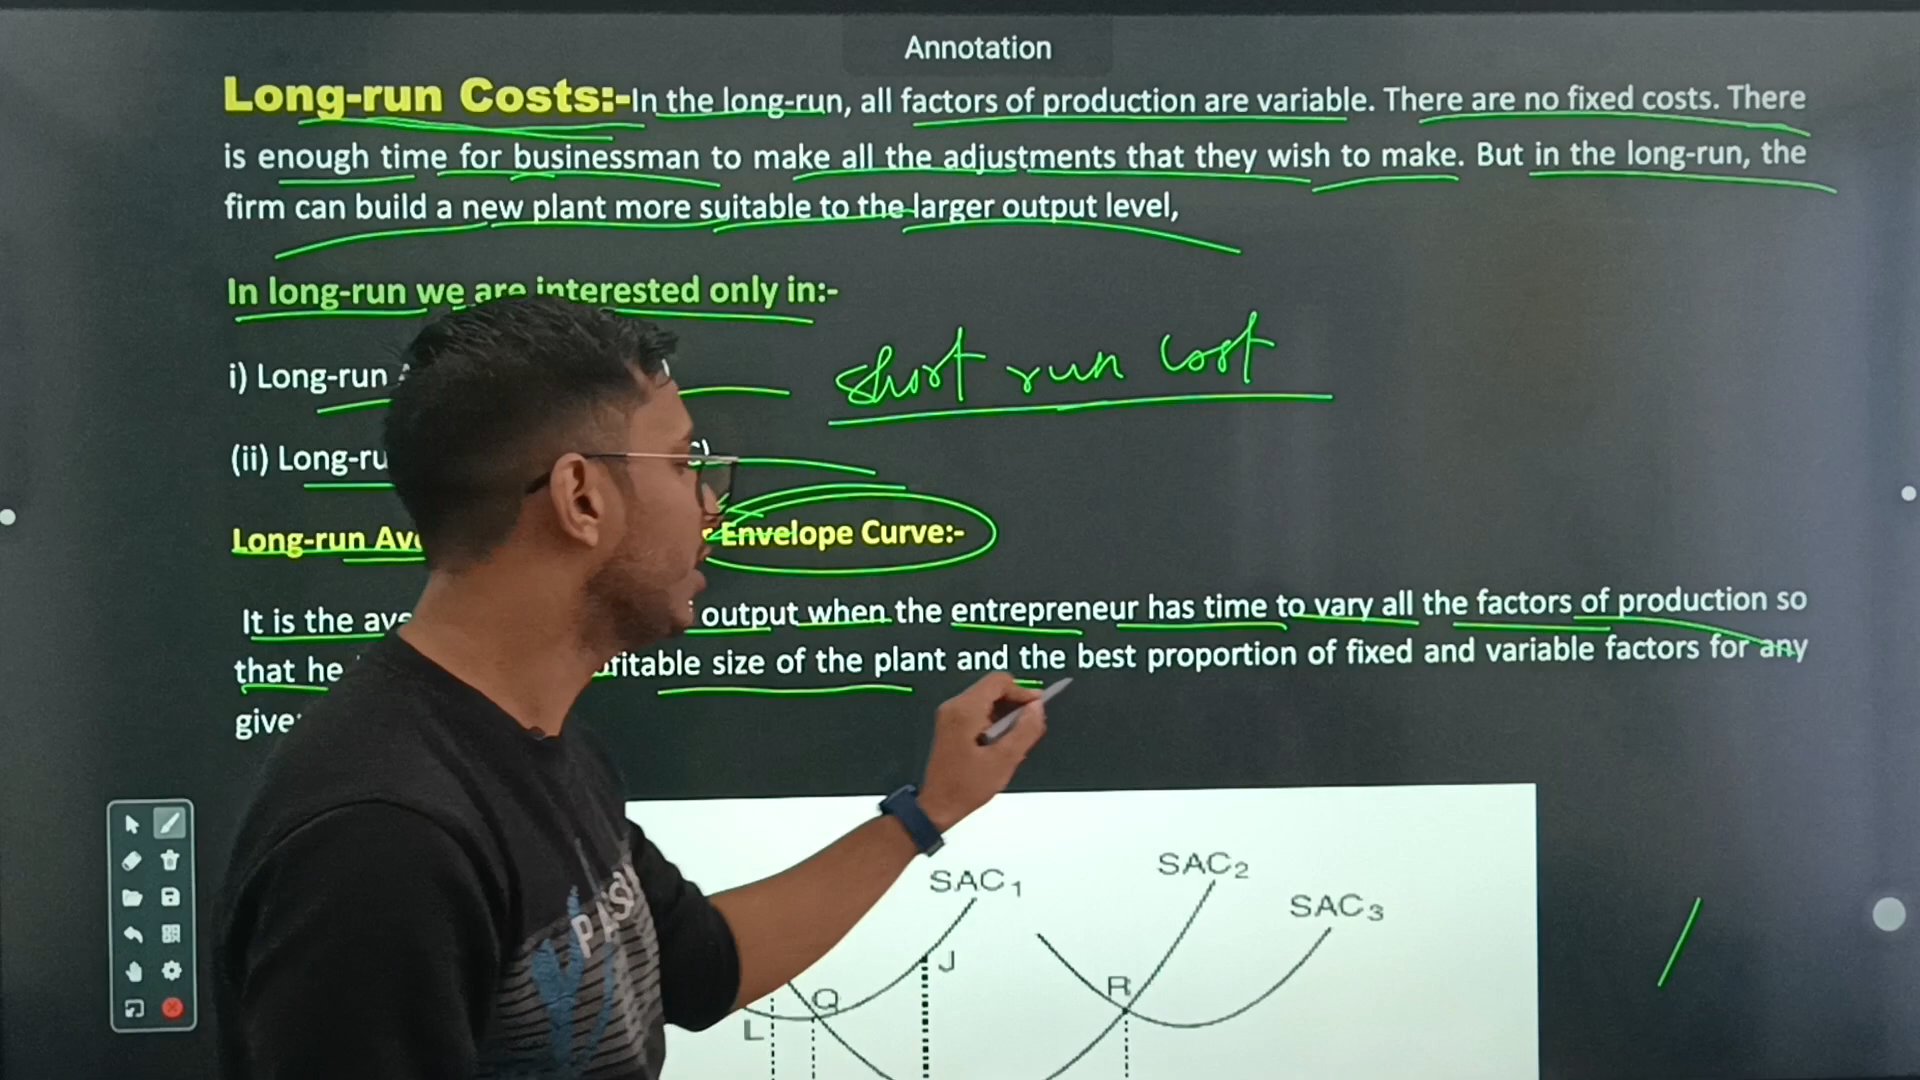 Annotation
Long-run Costs:-In the long-run, all factors of production are variable. There are no fixed costs. There
is enough time for businessman to make all the adjustments that they wish to make. But in the long-run, the
firm can build a new plant more suitable to the larger output level,
In long-run we are interested only in:-
i) Long-run
short run cost
(ii) Long-ru
Long-run Ave Envelope Curve:-
It is the ave output when the entrepreneur has time to vary all the factors of production so
that he fitable size of the plant and the best proportion of fixed and variable factors for any
give
SAC1
SAC2
SAC3
J
R
Q
L
PASU